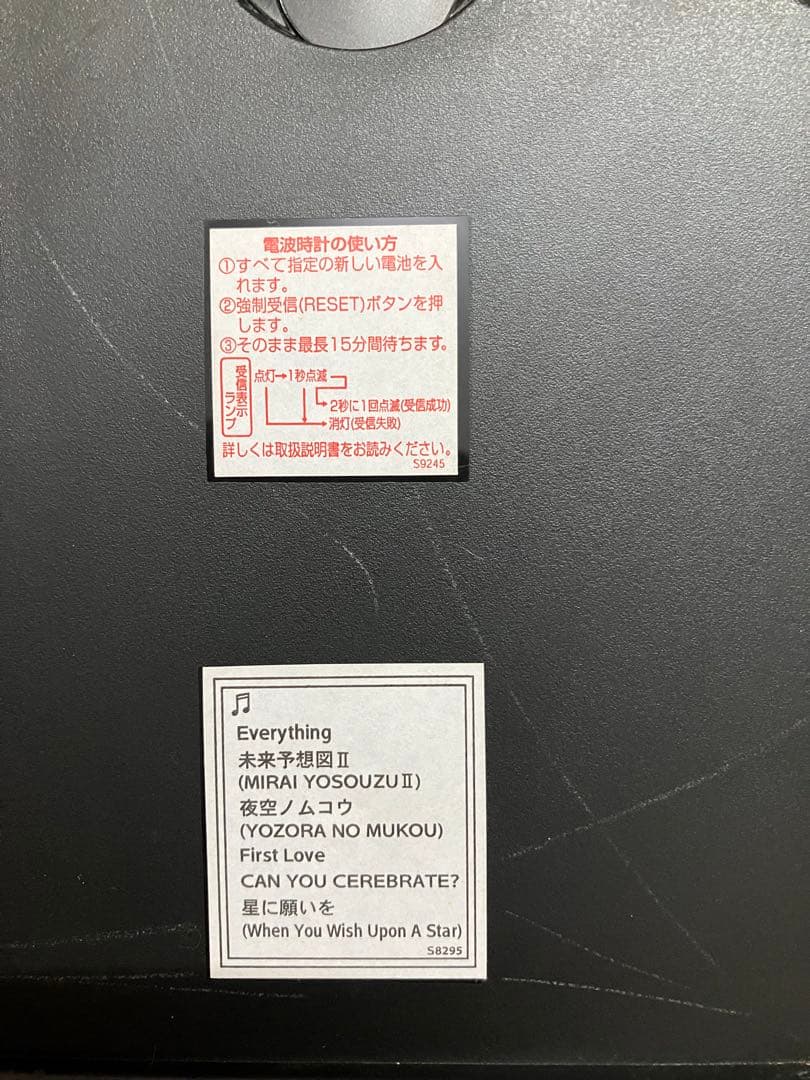 電波時計の使い方
①すべて指定の新しい電池を入
れます。
②強制受信(RESET)ボタンを押
します。
③そのまま最長15分間待ちます。
受信表示
ランプ
点灯→1秒点滅
2秒に1回点滅(受信成功)
消灯(受信失敗)
詳しくは取扱説明書をお読みください。
S9245
Everything
未来予想図Ⅱ
(MIRAI YOSOUZUⅡ)
夜空ノムコウ
(YOZORA NO MUKOU)
First Love
CAN YOU CEREBRATE?
星に願いを
(When You Wish Upon A Star)
S8295